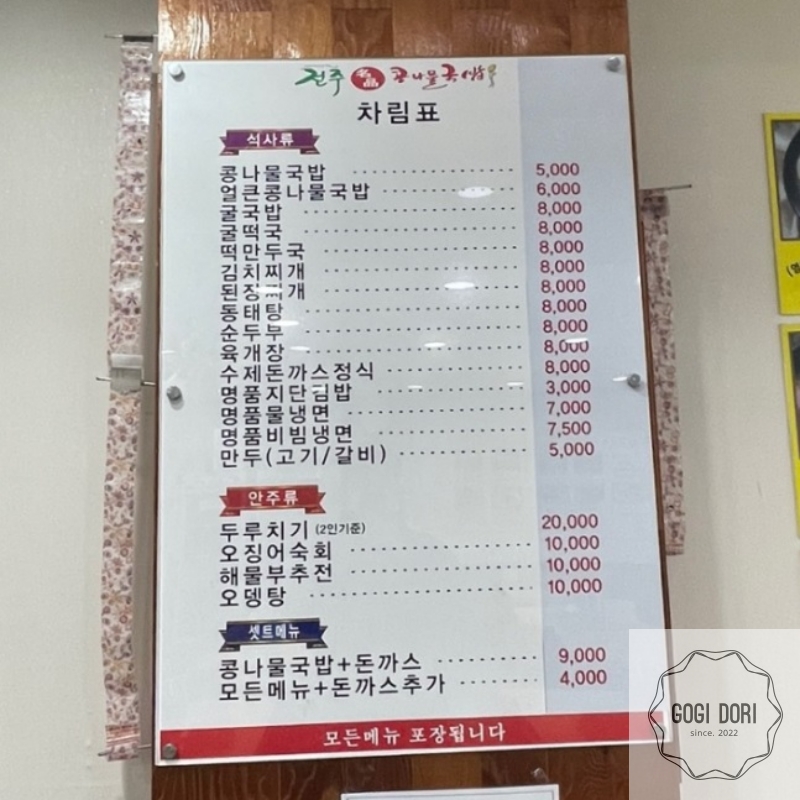 전주 名品 콩나물국밥
차림표
식사류
콩나물국밥 5,000
얼큰콩나물국밥 6,000
굴국밥 8,000
굴떡국 8,000
떡만두국 8,000
김치찌개 8,000
된장찌개 8,000
동태탕 8,000
순두부 8,000
육개장 8,000
수제돈까스정식 8,000
명품지단김밥 3,000
명품물냉면 7,000
명품비빔냉면 7,500
만두(고기/갈비) 5,000
안주류
두루치기 (2인기준) 20,000
오징어숙회 10,000
해물부추전 10,000
오뎅탕 10,000
셋트메뉴
콩나물국밥+돈까스 9,000
모든메뉴+돈까스추가 4,000
모든메뉴 포장됩니다
GOGI DORI
since. 2022